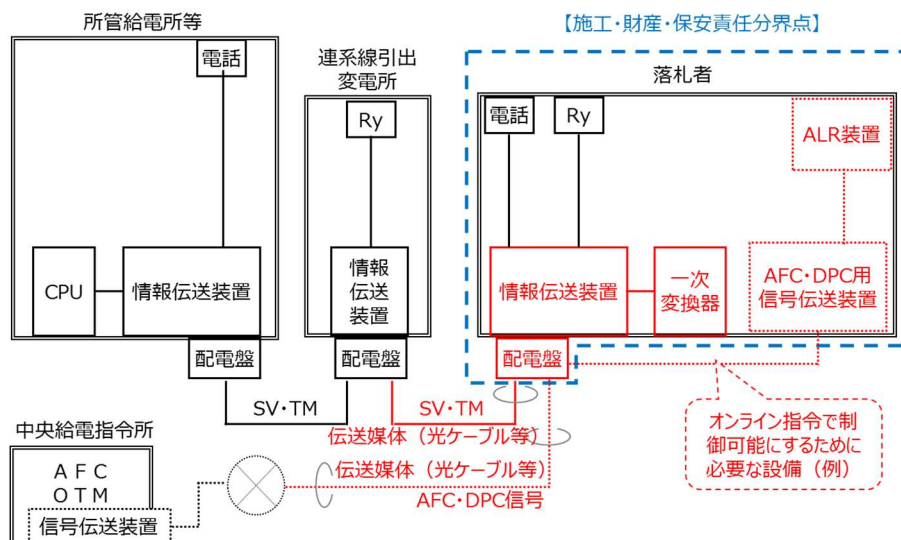 所管給電所等
【施工・財産・保安責任分界点】
電話
連系線引出
変電所
落札者
Ry
電話
Ry
ALR装置
CPU
情報伝送装置
情報
伝送
装置
情報伝送装置
一次
変換器
AFC・DPC用
信号伝送装置
配電盤
配電盤
配電盤
SV・TM
SV・TM
伝送媒体（光ケーブル等）
オンライン指令で制
御可能にするために
必要な設備（例）
中央給電指令所
AFC
OTM
信号伝送装置
伝送媒体（光ケーブル等）
AFC・DPC信号